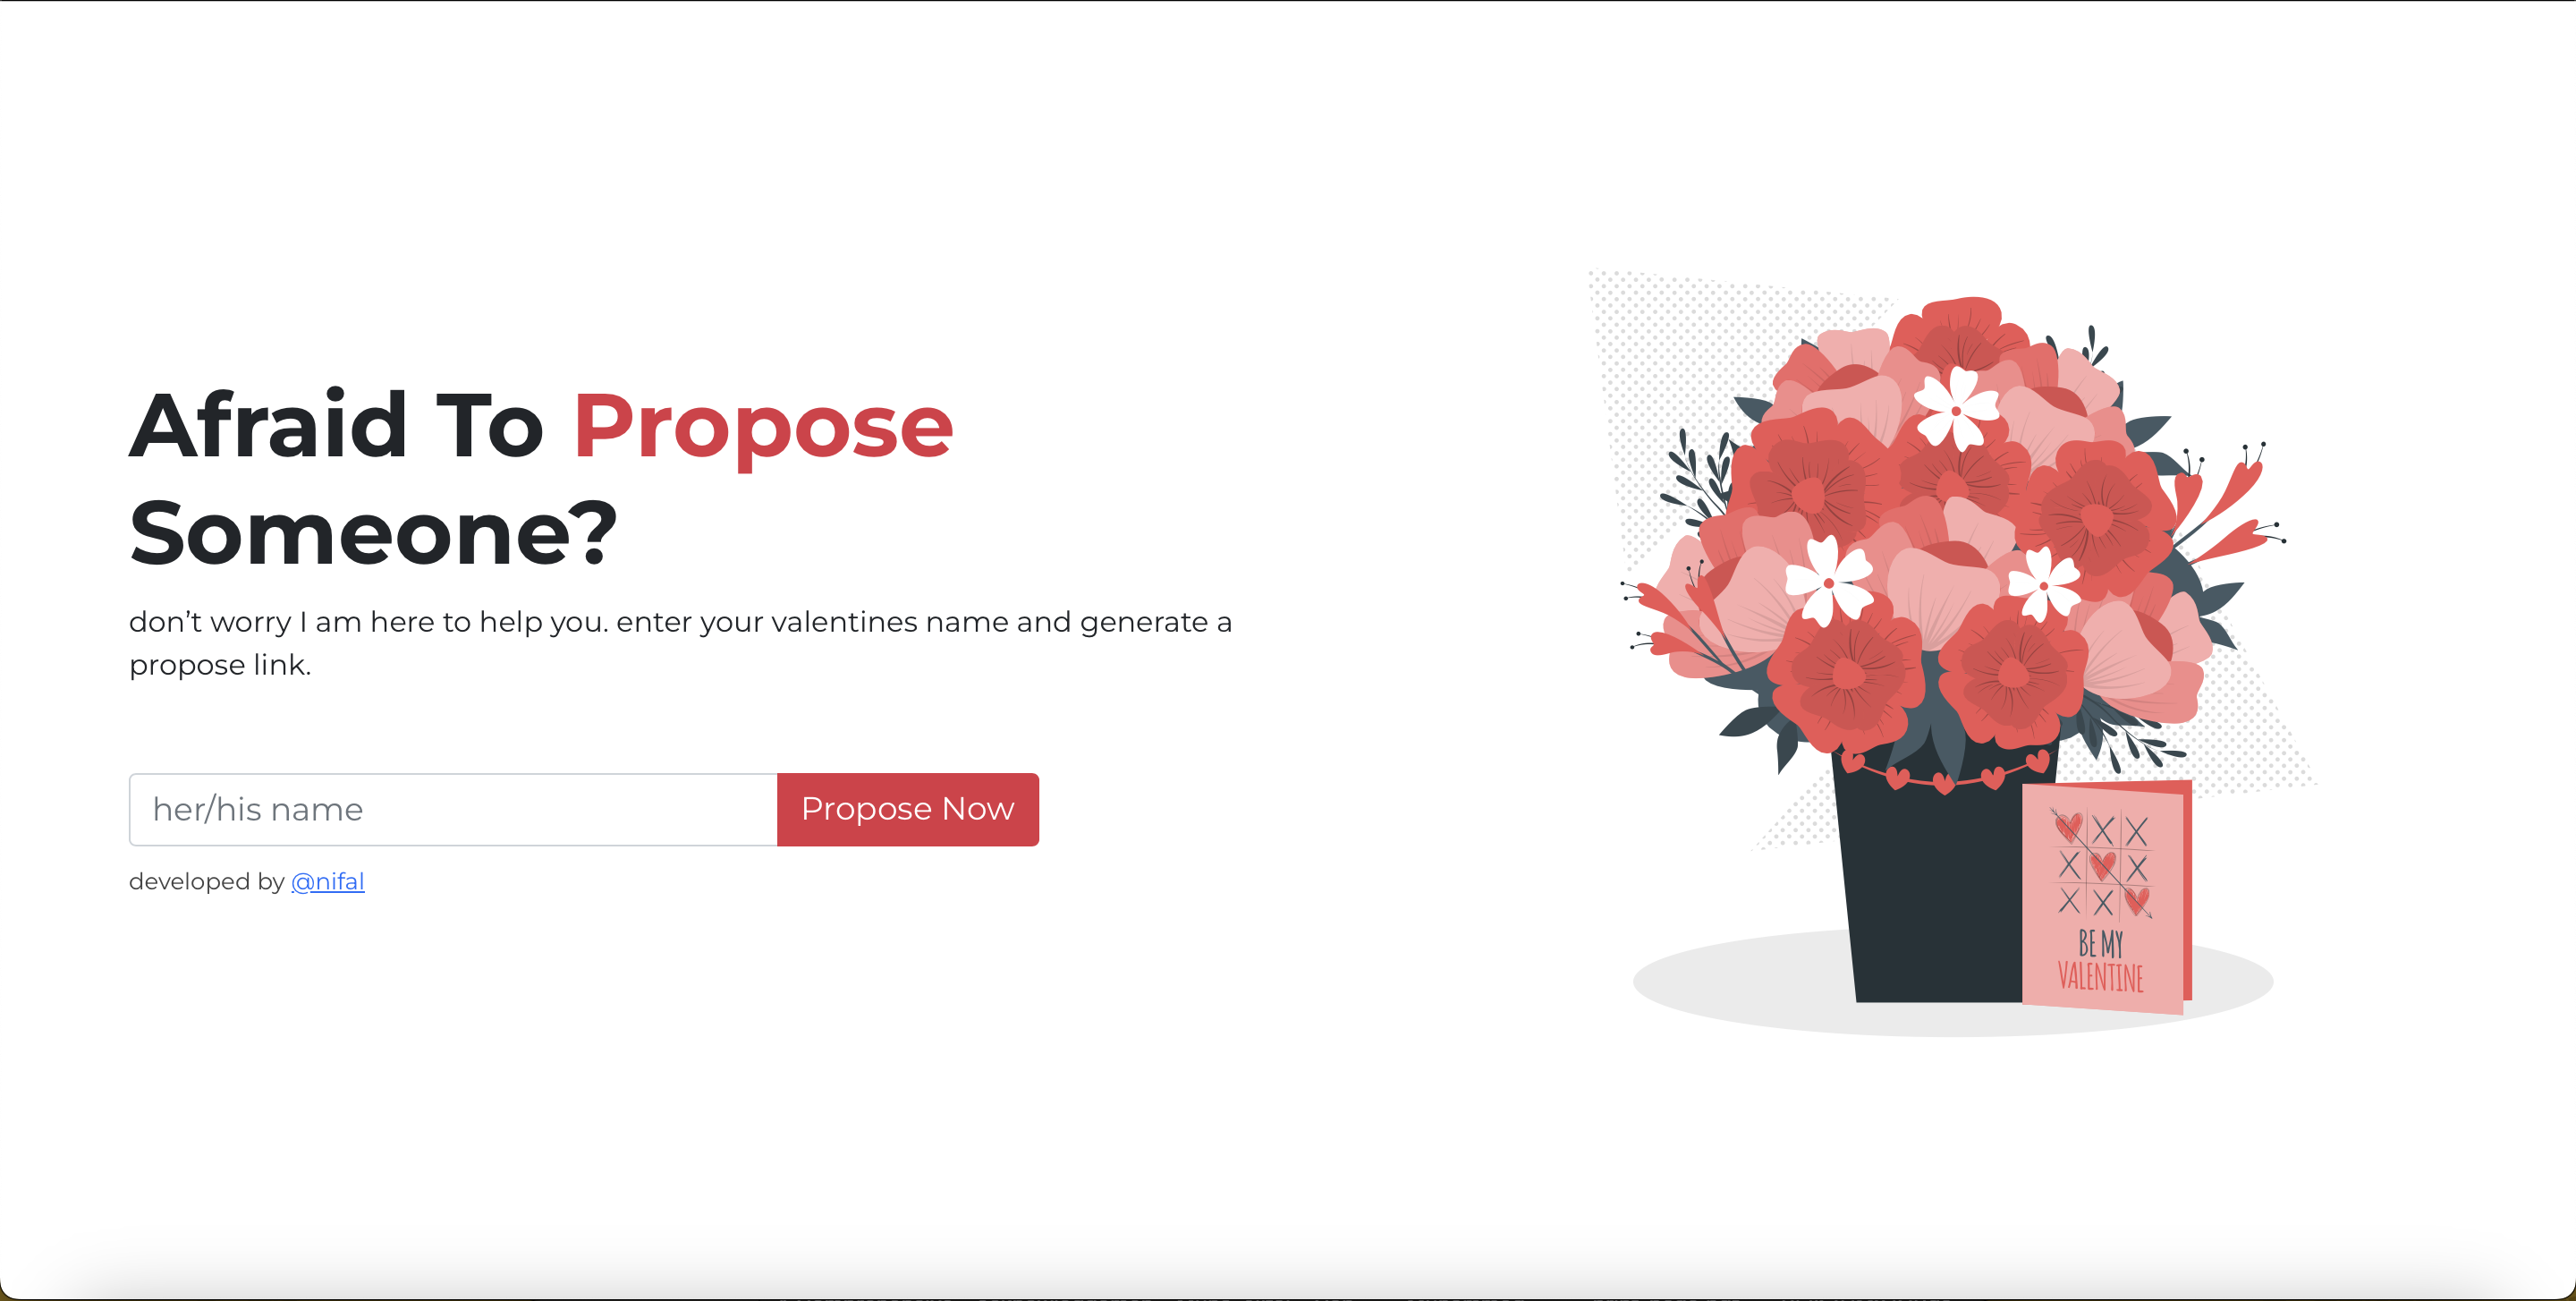 Afraid To Propose
Someone?
don’t worry I am here to help you. enter your valentines name and generate a
propose link.
her/his name
Propose Now
developed by @nifal
X X
X X
X X
BE MY
VALENTINE